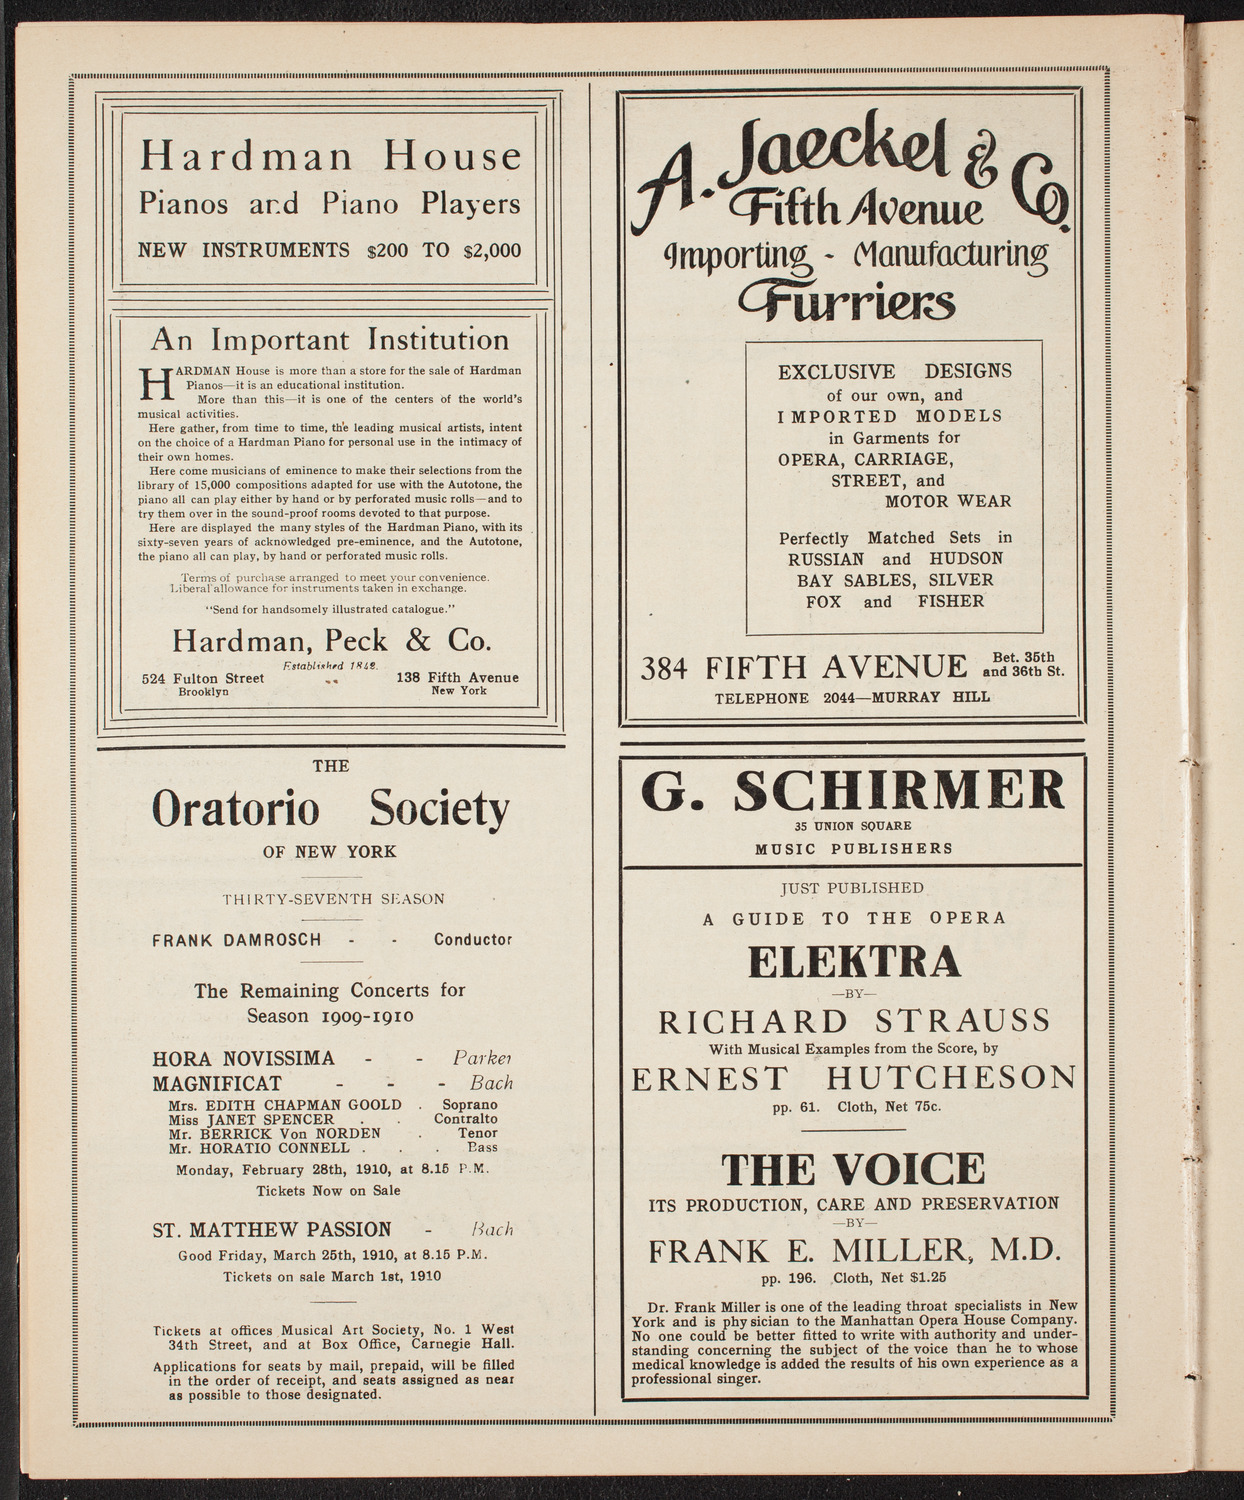 Hardman House
Pianos and Piano Players
NEW INSTRUMENTS $200 TO $2,000
An Important Institution
HARDMAN House is more than a store for the sale of Hardman
Pianos—it is an educational institution.
More than this—it is one of the centers of the world's
musical activities.
Here gather, from time to time, the leading musical artists, intent
on the choice of a Hardman Piano for personal use in the intimacy of
their own homes.
Here come musicians of eminence to make their selections from the
library of 15,000 compositions adapted for use with the Autotone, the
piano all can play either by hand or by perforated music rolls—and to
try them over in the sound-proof rooms devoted to that purpose.
Here are displayed the many styles of the Hardman Piano, with its
sixty-seven years of acknowledged pre-eminence, and the Autotone,
the piano all can play, by hand or perforated music rolls.
Terms of purchase arranged to meet your convenience.
Liberal allowance for instruments taken in exchange.
"Send for handsomely illustrated catalogue."
Hardman, Peck & Co.
Established 1842.
524 Fulton Street
Brooklyn
138 Fifth Avenue
New York
THE
Oratorio Society
OF NEW YORK
THIRTY-SEVENTH SEASON
FRANK DAMROSCH - - Conductor
The Remaining Concerts for
Season 1909-1910
HORA NOVISSIMA - - Parker
MAGNIFICAT - - - Bach
Mrs. EDITH CHAPMAN GOOLD . Soprano
Miss JANET SPENCER . . Contralto
Mr. BERRICK Von NORDEN . Tenor
Mr. HORATIO CONNELL . . . Bass
Monday, February 28th, 1910, at 8.15 P.M.
Tickets Now on Sale
ST. MATTHEW PASSION - Bach
Good Friday, March 25th, 1910, at 8.15 P.M.
Tickets on sale March 1st, 1910
Tickets at offices Musical Art Society, No. 1 West
34th Street, and at Box Office, Carnegie Hall.
Applications for seats by mail, prepaid, will be filled
in the order of receipt, and seats assigned as near
as possible to those designated.
A. Jaeckel & Co.
Fifth Avenue
Importing - Manufacturing
Furriers
EXCLUSIVE DESIGNS
of our own, and
IMPORTED MODELS
in Garments for
OPERA, CARRIAGE,
STREET, and
MOTOR WEAR
Perfectly Matched Sets in
RUSSIAN and HUDSON
BAY SABLES, SILVER
FOX and FISHER
384 FIFTH AVENUE Bet. 35th
and 36th St.
TELEPHONE 2044—MURRAY HILL
G. SCHIRMER
35 UNION SQUARE
MUSIC PUBLISHERS
JUST PUBLISHED
A GUIDE TO THE OPERA
ELEKTRA
—BY—
RICHARD STRAUSS
With Musical Examples from the Score, by
ERNEST HUTCHESON
pp. 61. Cloth, Net 75c.
THE VOICE
ITS PRODUCTION, CARE AND PRESERVATION
—BY—
FRANK E. MILLER, M.D.
pp. 196. Cloth, Net $1.25
Dr. Frank Miller is one of the leading throat specialists in New
York and is physician to the Manhattan Opera House Company.
No one could be better fitted to write with authority and under-
standing concerning the subject of the voice than he to whose
medical knowledge is added the results of his own experience as a
professional singer.